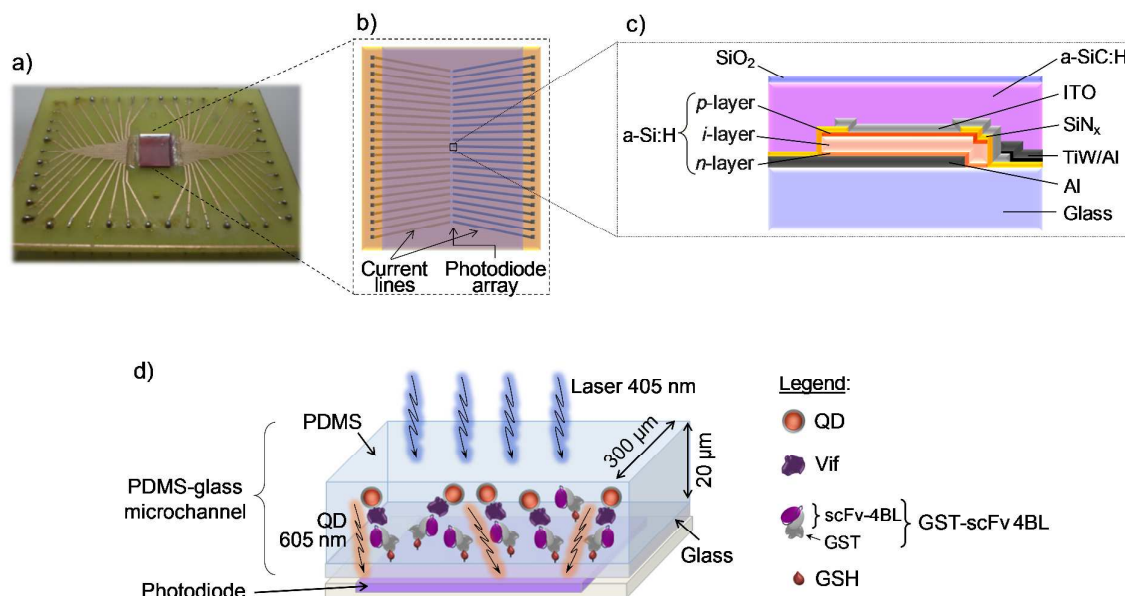 a)
b)
c)
Current
lines
Photodiode
array
SiO2
a-Si:H
p-layer
i-layer
n-layer
a-SiC:H
ITO
SiNx
TiW/Al
Al
Glass
d)
Laser 405 nm
PDMS
PDMS-glass
microchannel
300 µm
20 µm
QD
605 nm
Glass
Photodiode
Legend:
QD
Vif
scFv-4BL
GST
GST-scFv 4BL
GSH